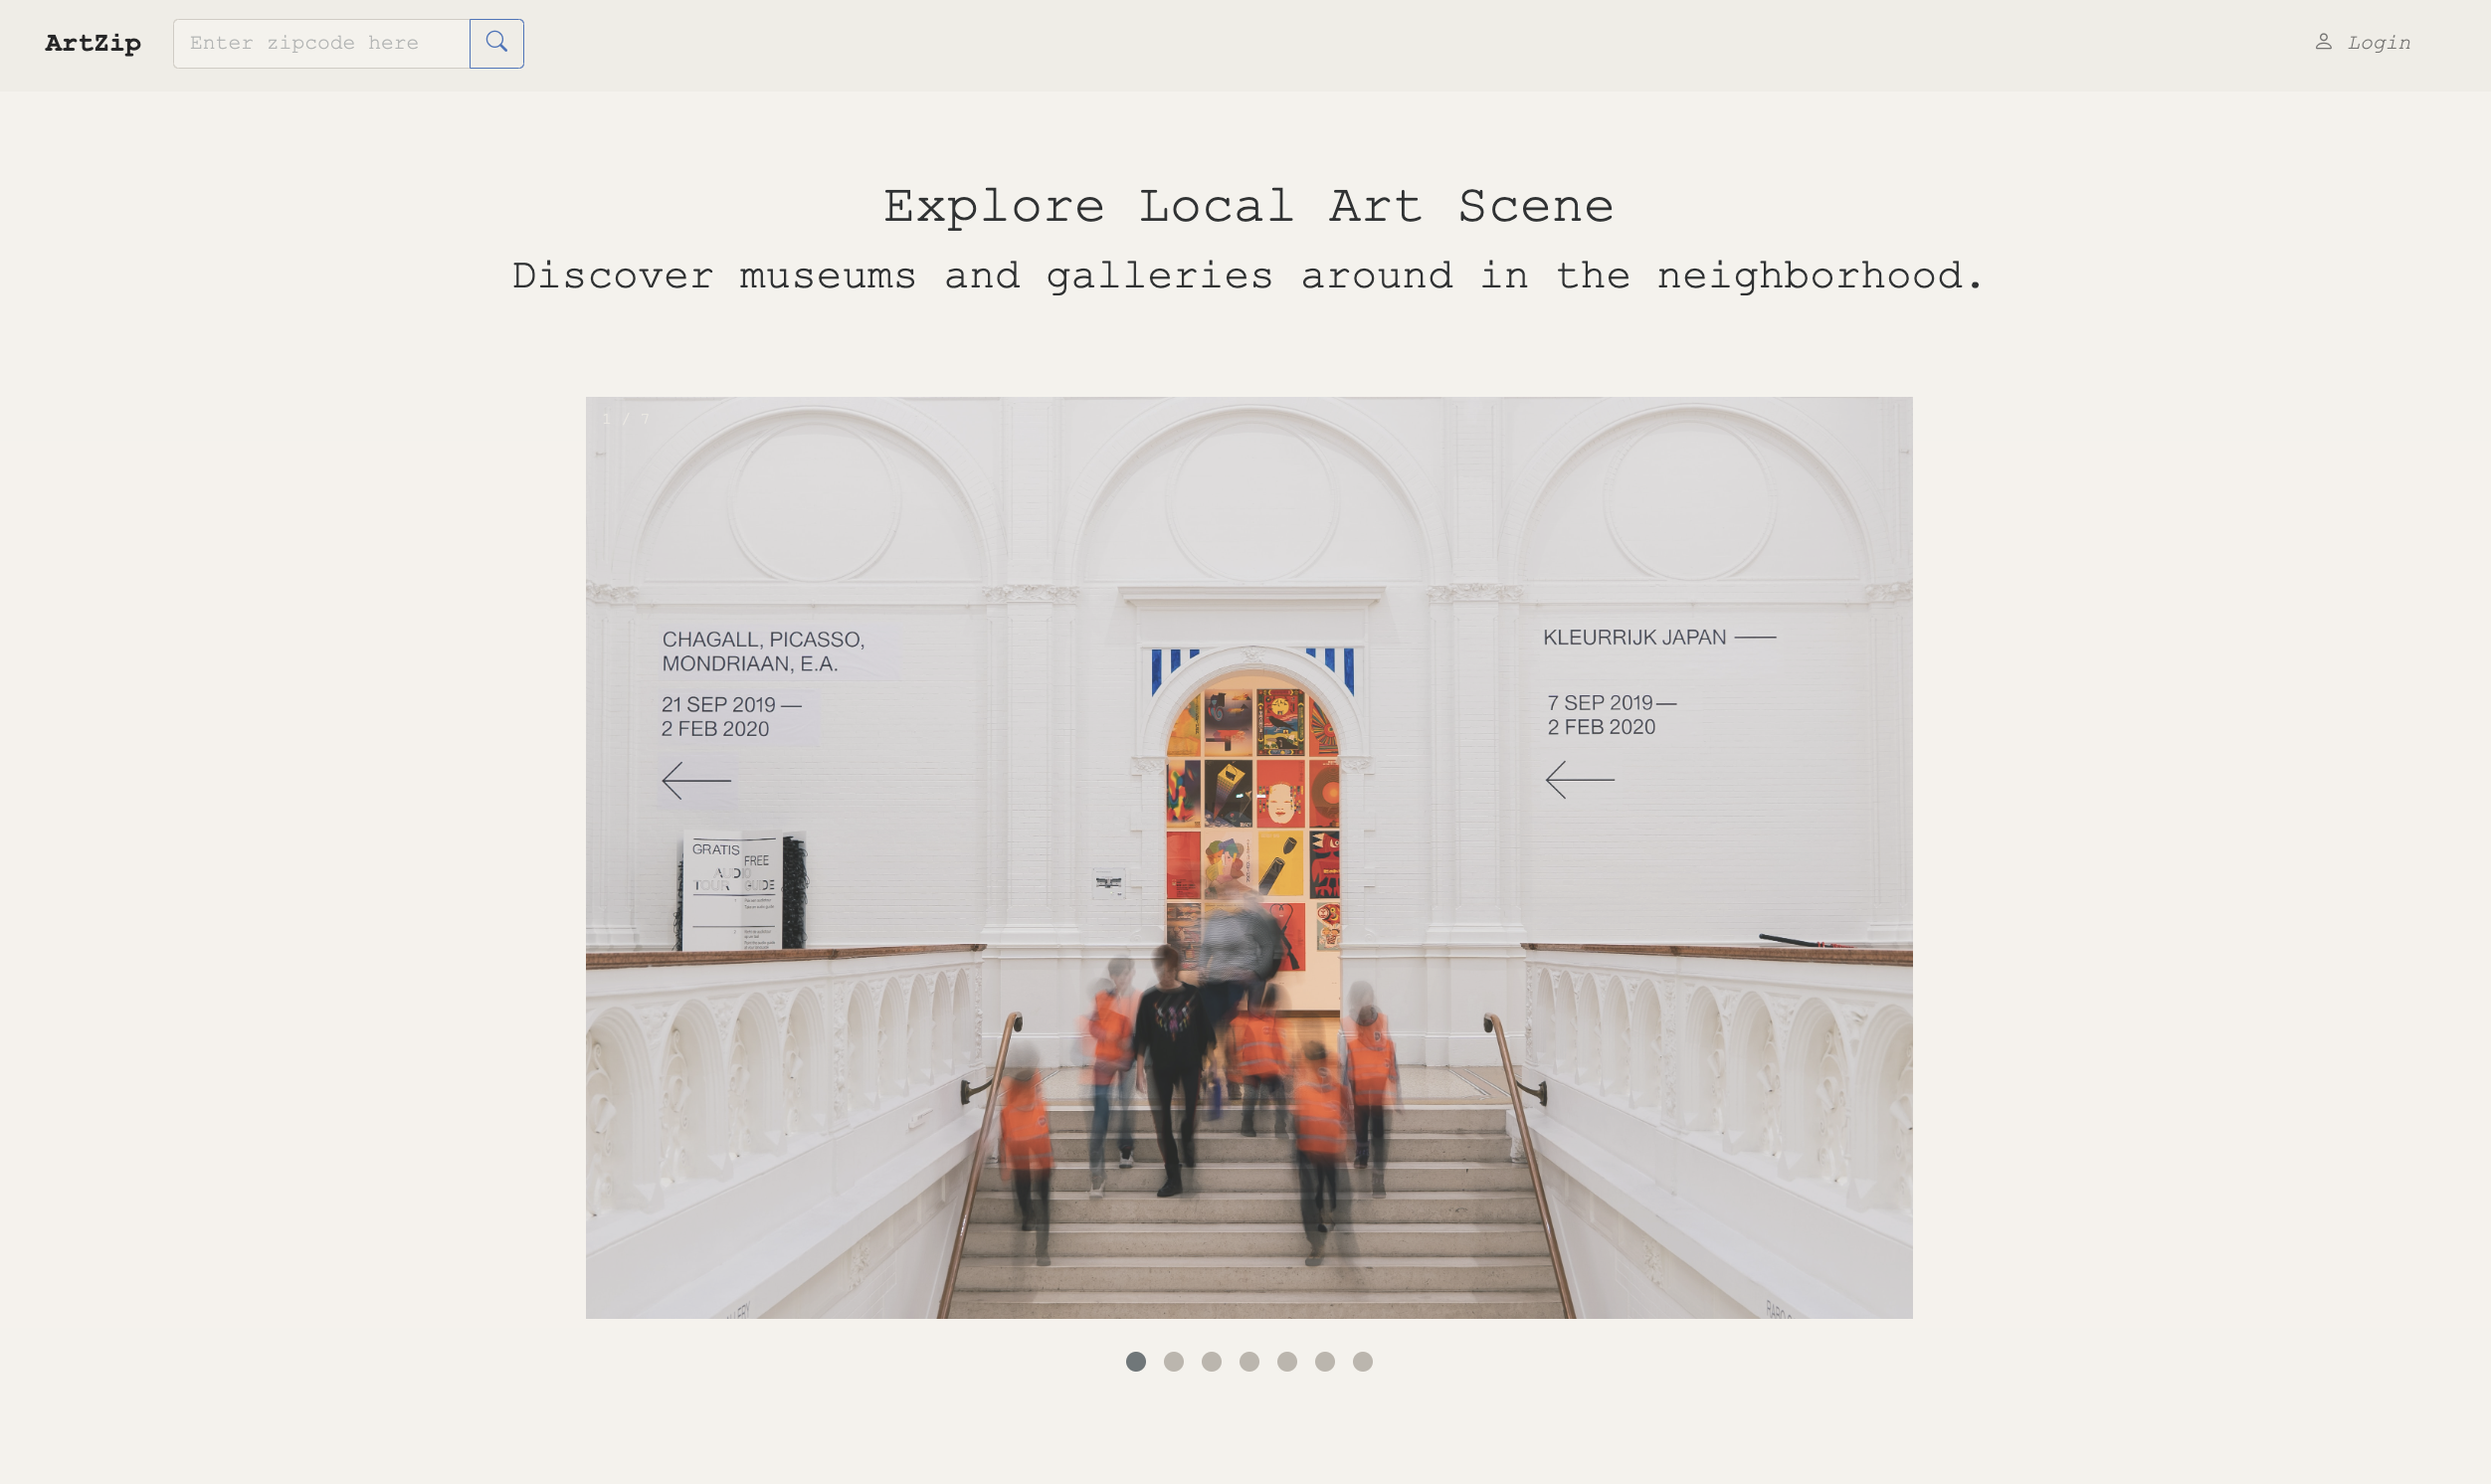 ArtZip
Enter zipcode here
Login
Explore Local Art Scene
Discover museums and galleries around in the neighborhood.
1 / 7
CHAGALL, PICASSO,
MONDRIAAN, E.A.
21 SEP 2019 —
2 FEB 2020
KLEURRIJK JAPAN —
7 SEP 2019 —
2 FEB 2020
GRATIS
FREE
AUDIO
TOUR GUIDE